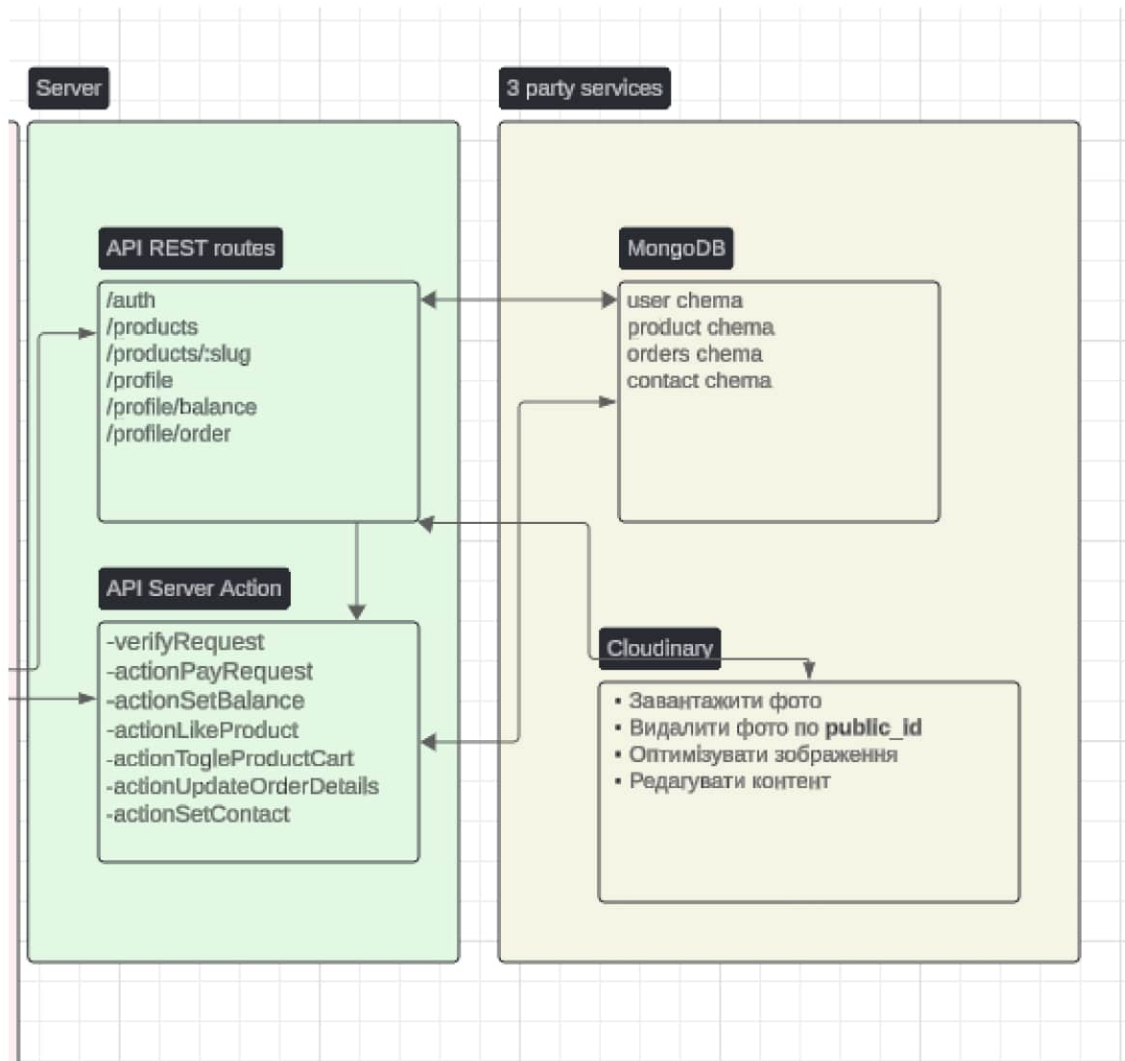 Server
API REST routes
/auth
/products
/products/:slug
/profile
/profile/balance
/profile/order
API Server Action
-verifyRequest
-actionPayRequest
-actionSetBalance
-actionLikeProduct
-actionTogleProductCart
-actionUpdateOrderDetails
-actionSetContact
3 party services
MongoDB
user chema
product chema
orders chema
contact chema
Cloudinary
• Завантажити фото
• Видалити фото по public_id
• Оптимізувати зображення
• Редагувати контент